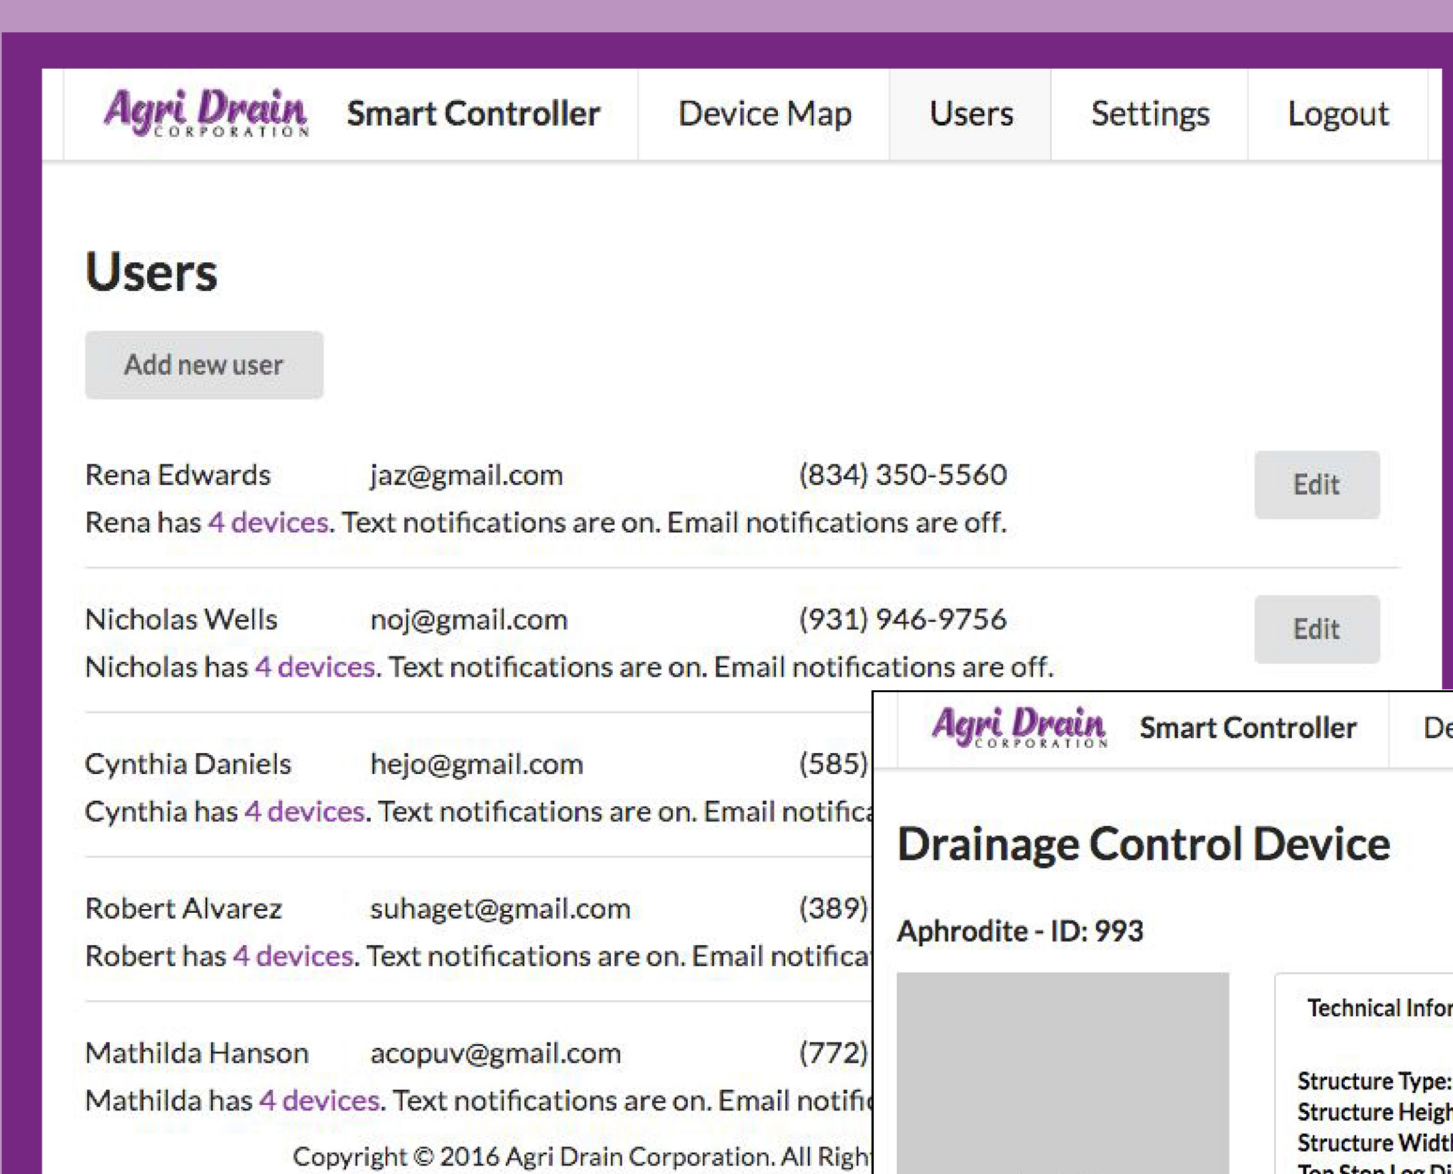 Agri Drain CORPORATION Smart Controller Device Map Users Settings Logout
Users
Add new user
Rena Edwards jaz@gmail.com (834) 350-5560 Edit
Rena has 4 devices. Text notifications are on. Email notifications are off.
Nicholas Wells noj@gmail.com (931) 946-9756 Edit
Nicholas has 4 devices. Text notifications are on. Email notifications are off.
Cynthia Daniels hejo@gmail.com (585)
Cynthia has 4 devices. Text notifications are on. Email
Robert Alvarez suhaget@gmail.com (389)
Robert has 4 devices. Text notifications are on. Email
Mathilda Hanson acopuv@gmail.com (772)
Mathilda has 4 devices. Text notifications are on. Email
Copyright © 2016 Agri Drain Corporation. All
Agri Drain CORPORATION Smart Controller
Drainage Control Device
Aphrodite - ID: 993
Technical
Structure Type:
Structure
Structure
Top Stop Log